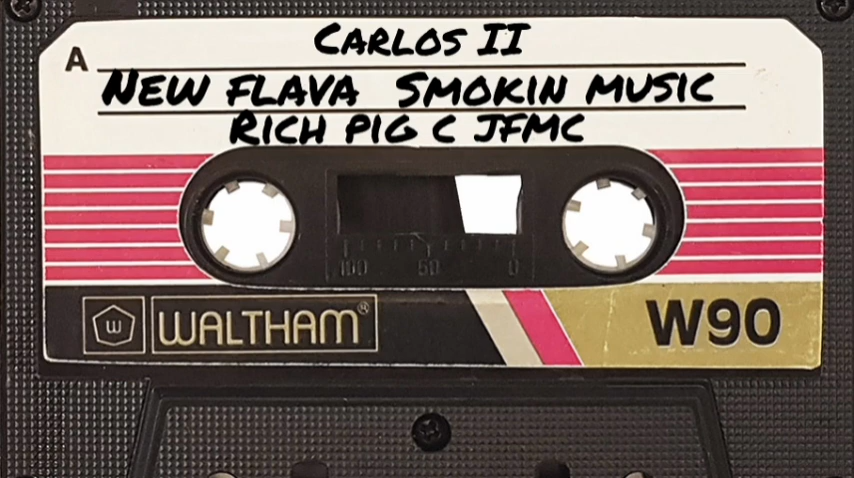 A
Carlos II
New flava Smokin music
Rich pig c JFMC
100 50 0
W WALTHAM®
W90